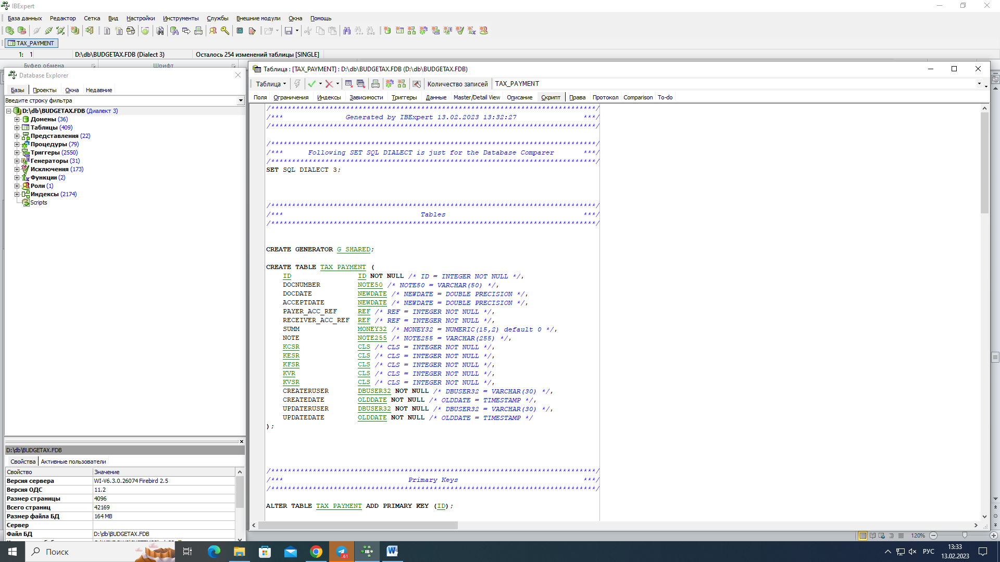 IBExpert
База данных Редактор Сетка Вид Настройки Инструменты Службы Внешние модули Окна Помощь
TAX_PAYMENT
1: 1 D:\db\BUDGETAX.FDB (Dialect 3) Осталось 254 изменений таблицы [SINGLE]
Буфер обмена Шрифт
Database Explorer
Базы Проекты Окна Недавние
Введите строку фильтра
D:\db\BUDGETAX.FDB (Диалект 3)
Домены (36)
Таблицы (409)
Представления (22)
Процедуры (79)
Триггеры (2550)
Генераторы (31)
Исключения (173)
Функции (2)
Роли (1)
Индексы (2174)
Scripts
D:\db\BUDGETAX.FDB
Свойства Активные пользователи
Свойство Значение
Версия сервера WI-V6.3.0.26074 Firebird 2.5
Версия ОДС 11.2
Размер страницы 4096
Всего страниц 42169
Размер файла БД 164 MB
Сервер
Файл БД D:\db\BUDGETAX.FDB
Таблица : [TAX_PAYMENT] : D:\db\BUDGETAX.FDB (D:\db\BUDGETAX.FDB)
Таблица Количество записей TAX_PAYMENT
Поля Ограничения Индексы Зависимости Триггеры Данные Master/Detail View Описание Скрипт Права Протокол Comparison To-do
/******************************************************************************/
/*** Generated by IBExpert 13.02.2023 13:32:27 ***/
/******************************************************************************/
/******************************************************************************/
/*** Following SET SQL DIALECT is just for the Database Comparer ***/
/******************************************************************************/
SET SQL DIALECT 3;
/******************************************************************************/
/*** Tables ***/
/******************************************************************************/
CREATE GENERATOR G_SHARED;
CREATE TABLE TAX_PAYMENT (
ID ID NOT NULL /* ID = INTEGER NOT NULL */,
DOCNUMBER NOTE50 /* NOTE50 = VARCHAR(50) */,
DOCDATE NEWDATE /* NEWDATE = DOUBLE PRECISION */,
ACCEPTDATE NEWDATE /* NEWDATE = DOUBLE PRECISION */,
PAYER_ACC_REF REF /* REF = INTEGER NOT NULL */,
RECEIVER_ACC_REF REF /* REF = INTEGER NOT NULL */,
SUMM MONEY32 /* MONEY32 = NUMERIC(15,2) default 0 */,
NOTE NOTE255 /* NOTE255 = VARCHAR(255) */,
KCSR CLS /* CLS = INTEGER NOT NULL */,
KESR CLS /* CLS = INTEGER NOT NULL */,
KFSR CLS /* CLS = INTEGER NOT NULL */,
KVR CLS /* CLS = INTEGER NOT NULL */,
KVSR CLS /* CLS = INTEGER NOT NULL */,
CREATERUSER DBUSER32 NOT NULL /* DBUSER32 = VARCHAR(30) */,
CREATEDATE OLDDATE NOT NULL /* OLDDATE = TIMESTAMP */,
UPDATERUSER DBUSER32 NOT NULL /* DBUSER32 = VARCHAR(30) */,
UPDATEDATE OLDDATE NOT NULL /* OLDDATE = TIMESTAMP */
);
/******************************************************************************/
/*** Primary Keys ***/
/******************************************************************************/
ALTER TABLE TAX_PAYMENT ADD PRIMARY KEY (ID);
120%
Поиск
61
IB
РУС
13:33
13.02.2023